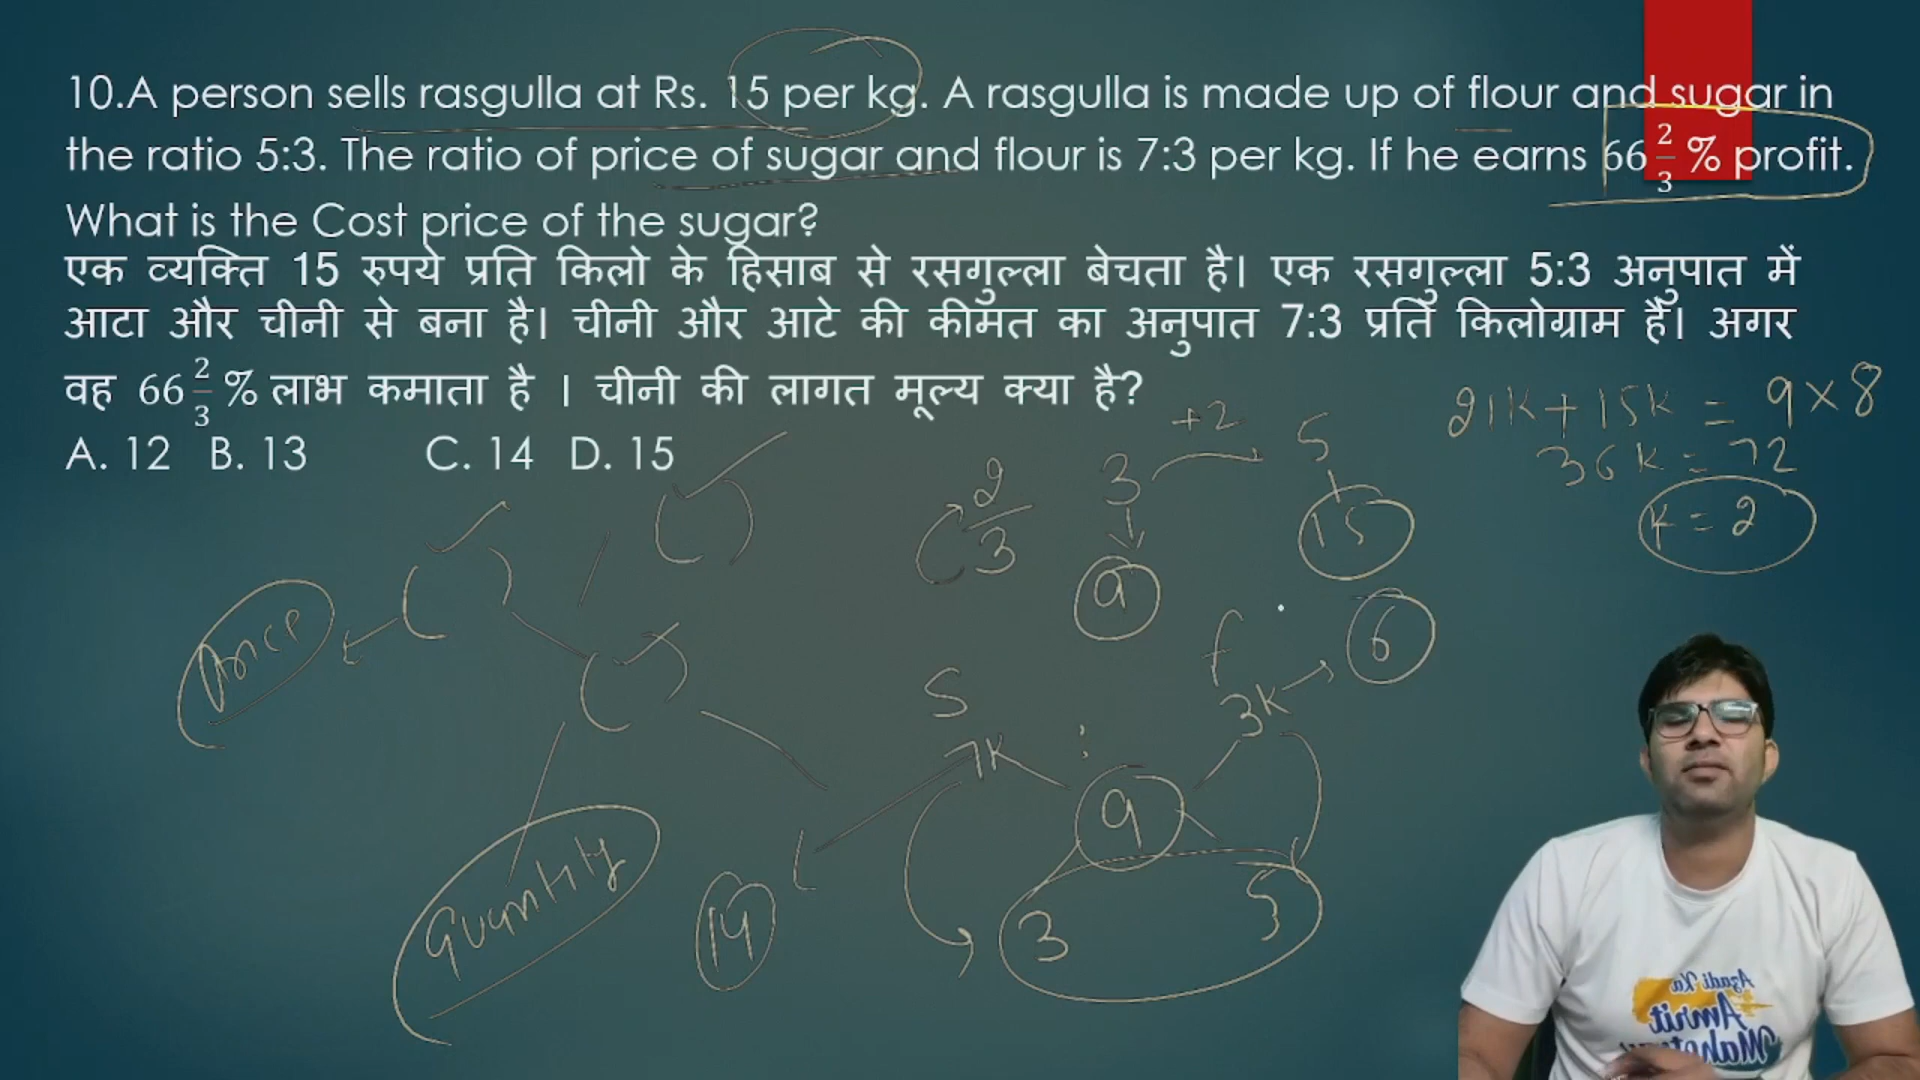 10.A person sells rasgulla at Rs. 15 per kg. A rasgulla is made up of flour and sugar in
the ratio 5:3. The ratio of price of sugar and flour is 7:3 per kg. If he earns 66 2/3 % profit.
What is the Cost price of the sugar?
एक व्यक्ति 15 रुपये प्रति किलो के हिसाब से रसगुल्ला बेचता है। एक रसगुल्ला 5:3 अनुपात में
आटा और चीनी से बना है। चीनी और आटे की कीमत का अनुपात 7:3 प्रति किलोग्राम हैं। अगर
वह 66 2/3 % लाभ कमाता है । चीनी की लागत मूल्य क्या है?
A. 12 B. 13 C. 14 D. 15
21K + 15K = 9 × 8
36K = 72
K = 2
2/3 3 +2 5
9 15
Price
S f 6
7K : 3K
9
Quantity
14 3 5
Azadi Ka
Amrit